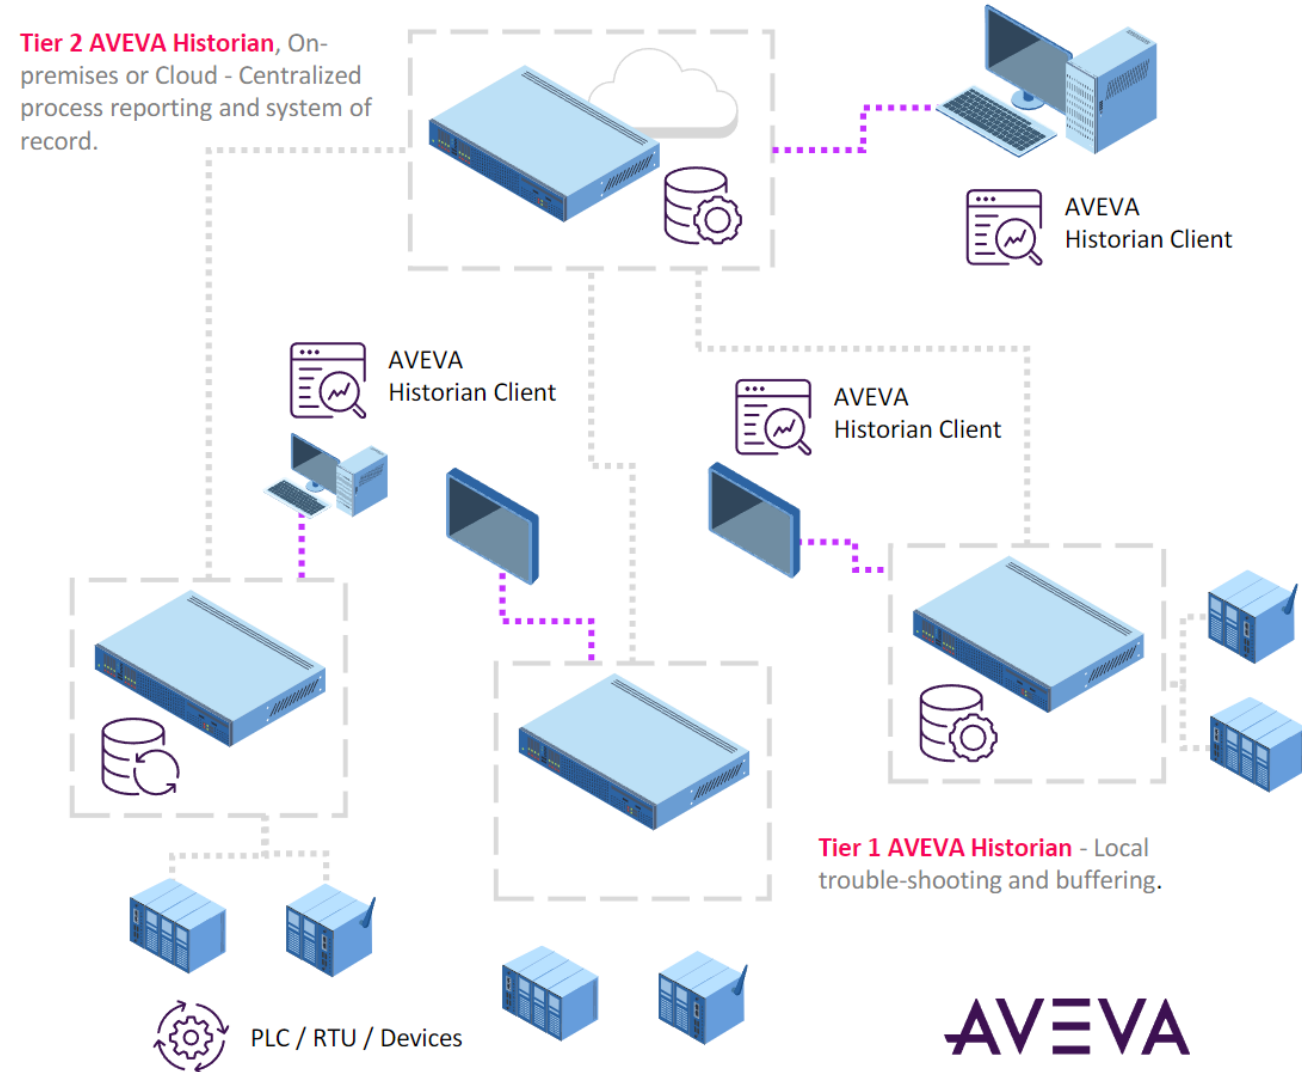 Tier 2 AVEVA Historian, On-
premises or Cloud - Centralized
process reporting and system of
record.
AVEVA
Historian Client
AVEVA
Historian Client
AVEVA
Historian Client
Tier 1 AVEVA Historian - Local
trouble-shooting and buffering.
PLC / RTU / Devices
AVEVA